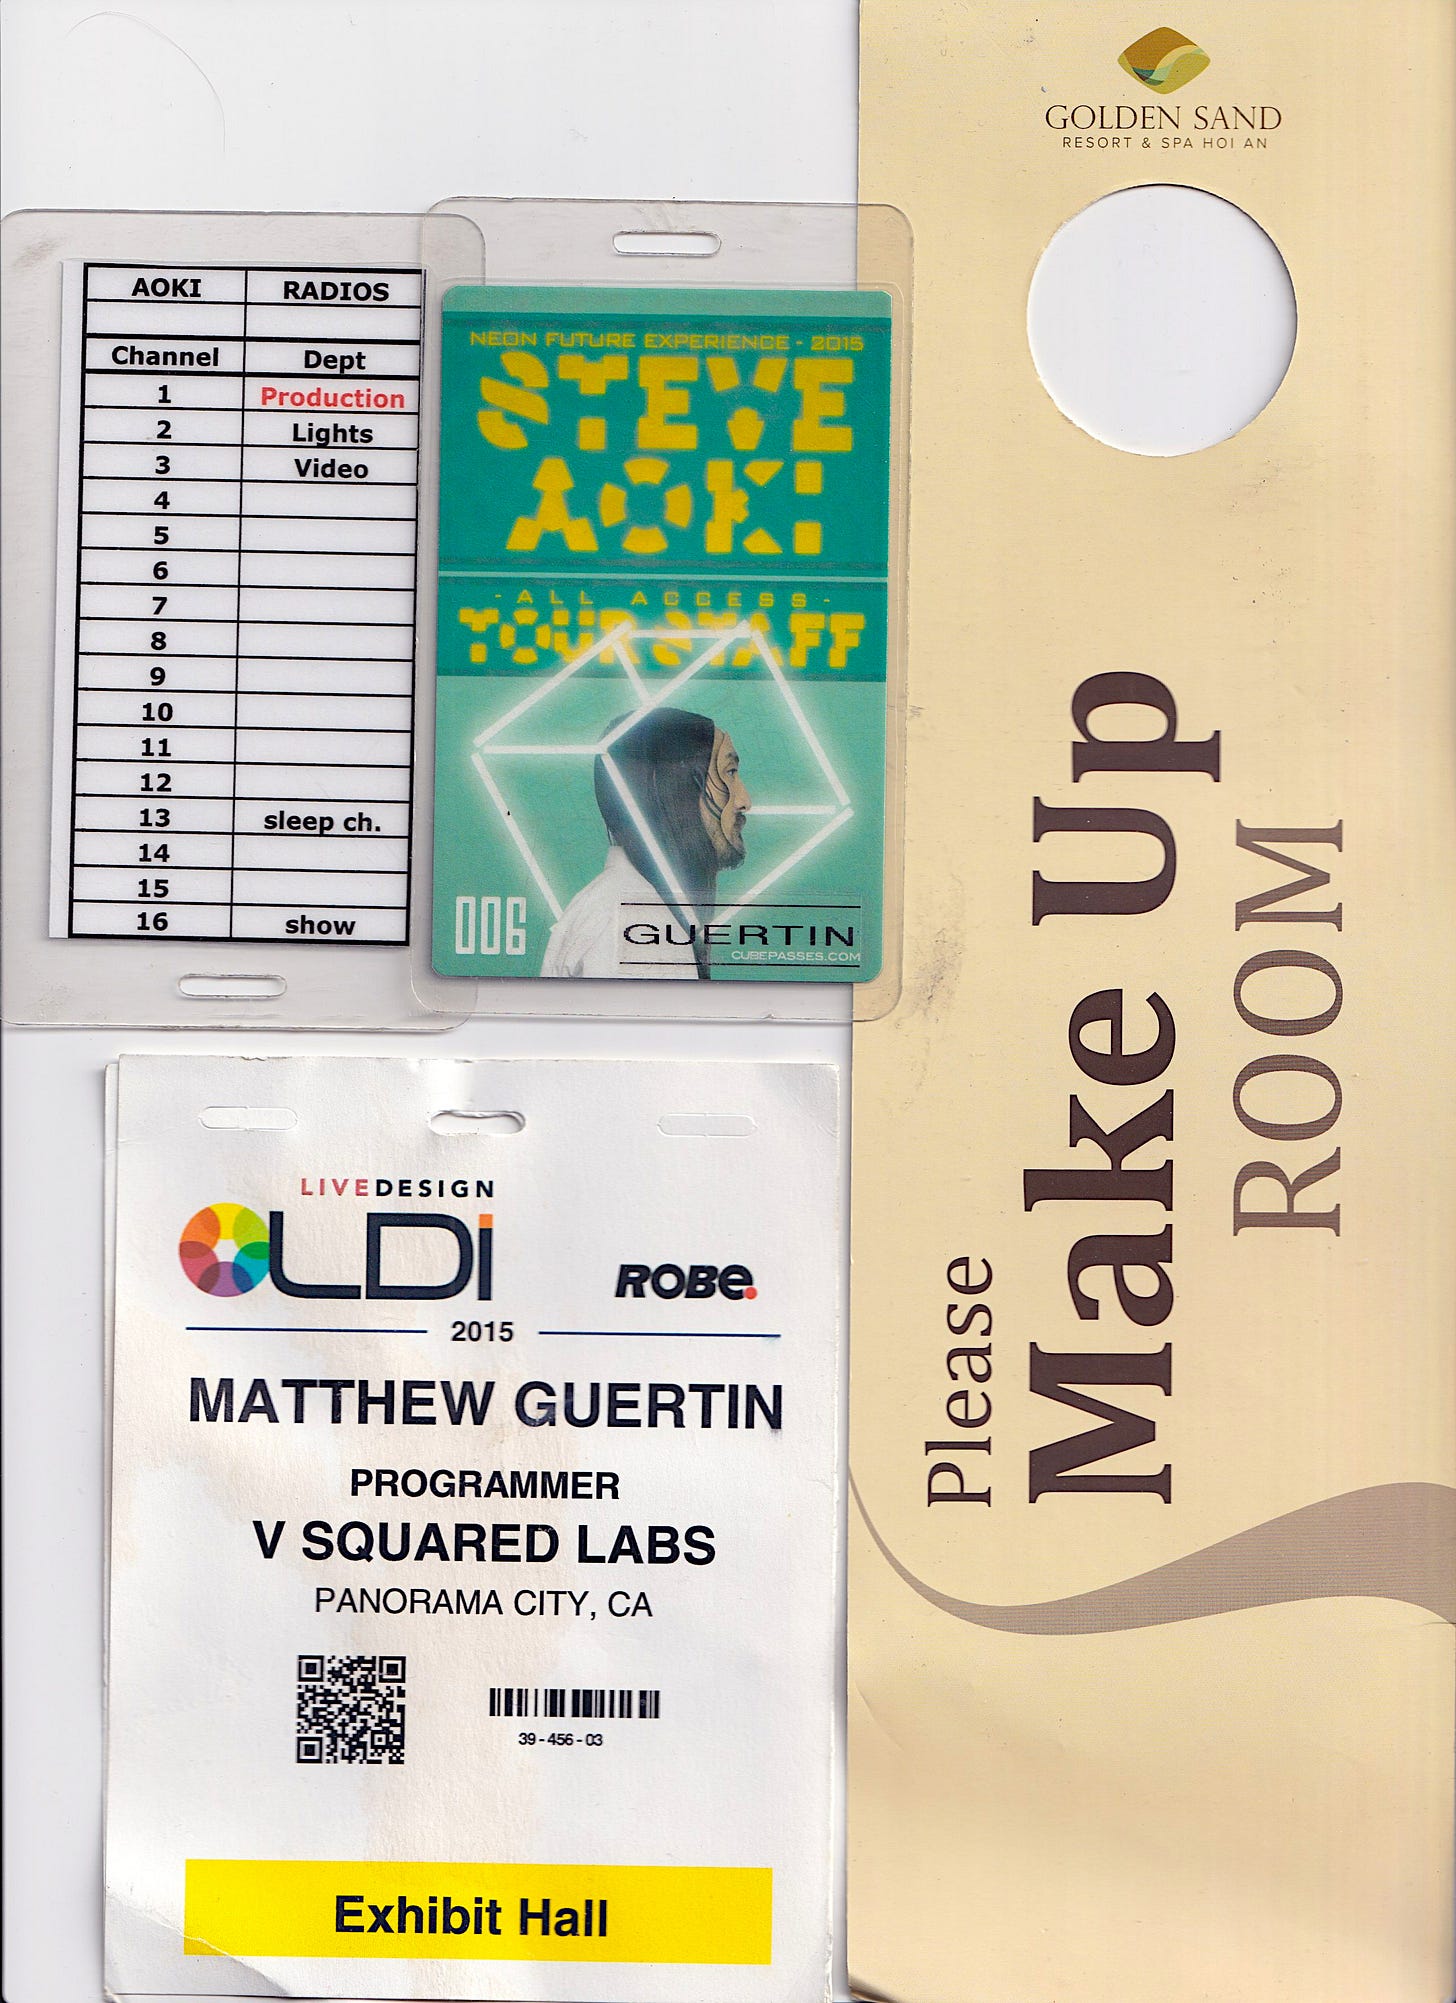 GOLDEN SAND
RESORT & SPA HOI AN
Please
Make Up
ROOM
AOKI RADIOS
Channel Dept
1 Production
2 Lights
3 Video
4
5
6
7
8
9
10
11
12
13 sleep ch.
14
15
16 show
NEON FUTURE EXPERIENCE - 2015
STEVE
AOKI
- ALL ACCESS -
TOUR STAFF
006
GUERTIN
CUBEPASSES.COM
LIVEDESIGN
LDI
ROBE.
2015
MATTHEW GUERTIN
PROGRAMMER
V SQUARED LABS
PANORAMA CITY, CA
39-456-03
Exhibit Hall